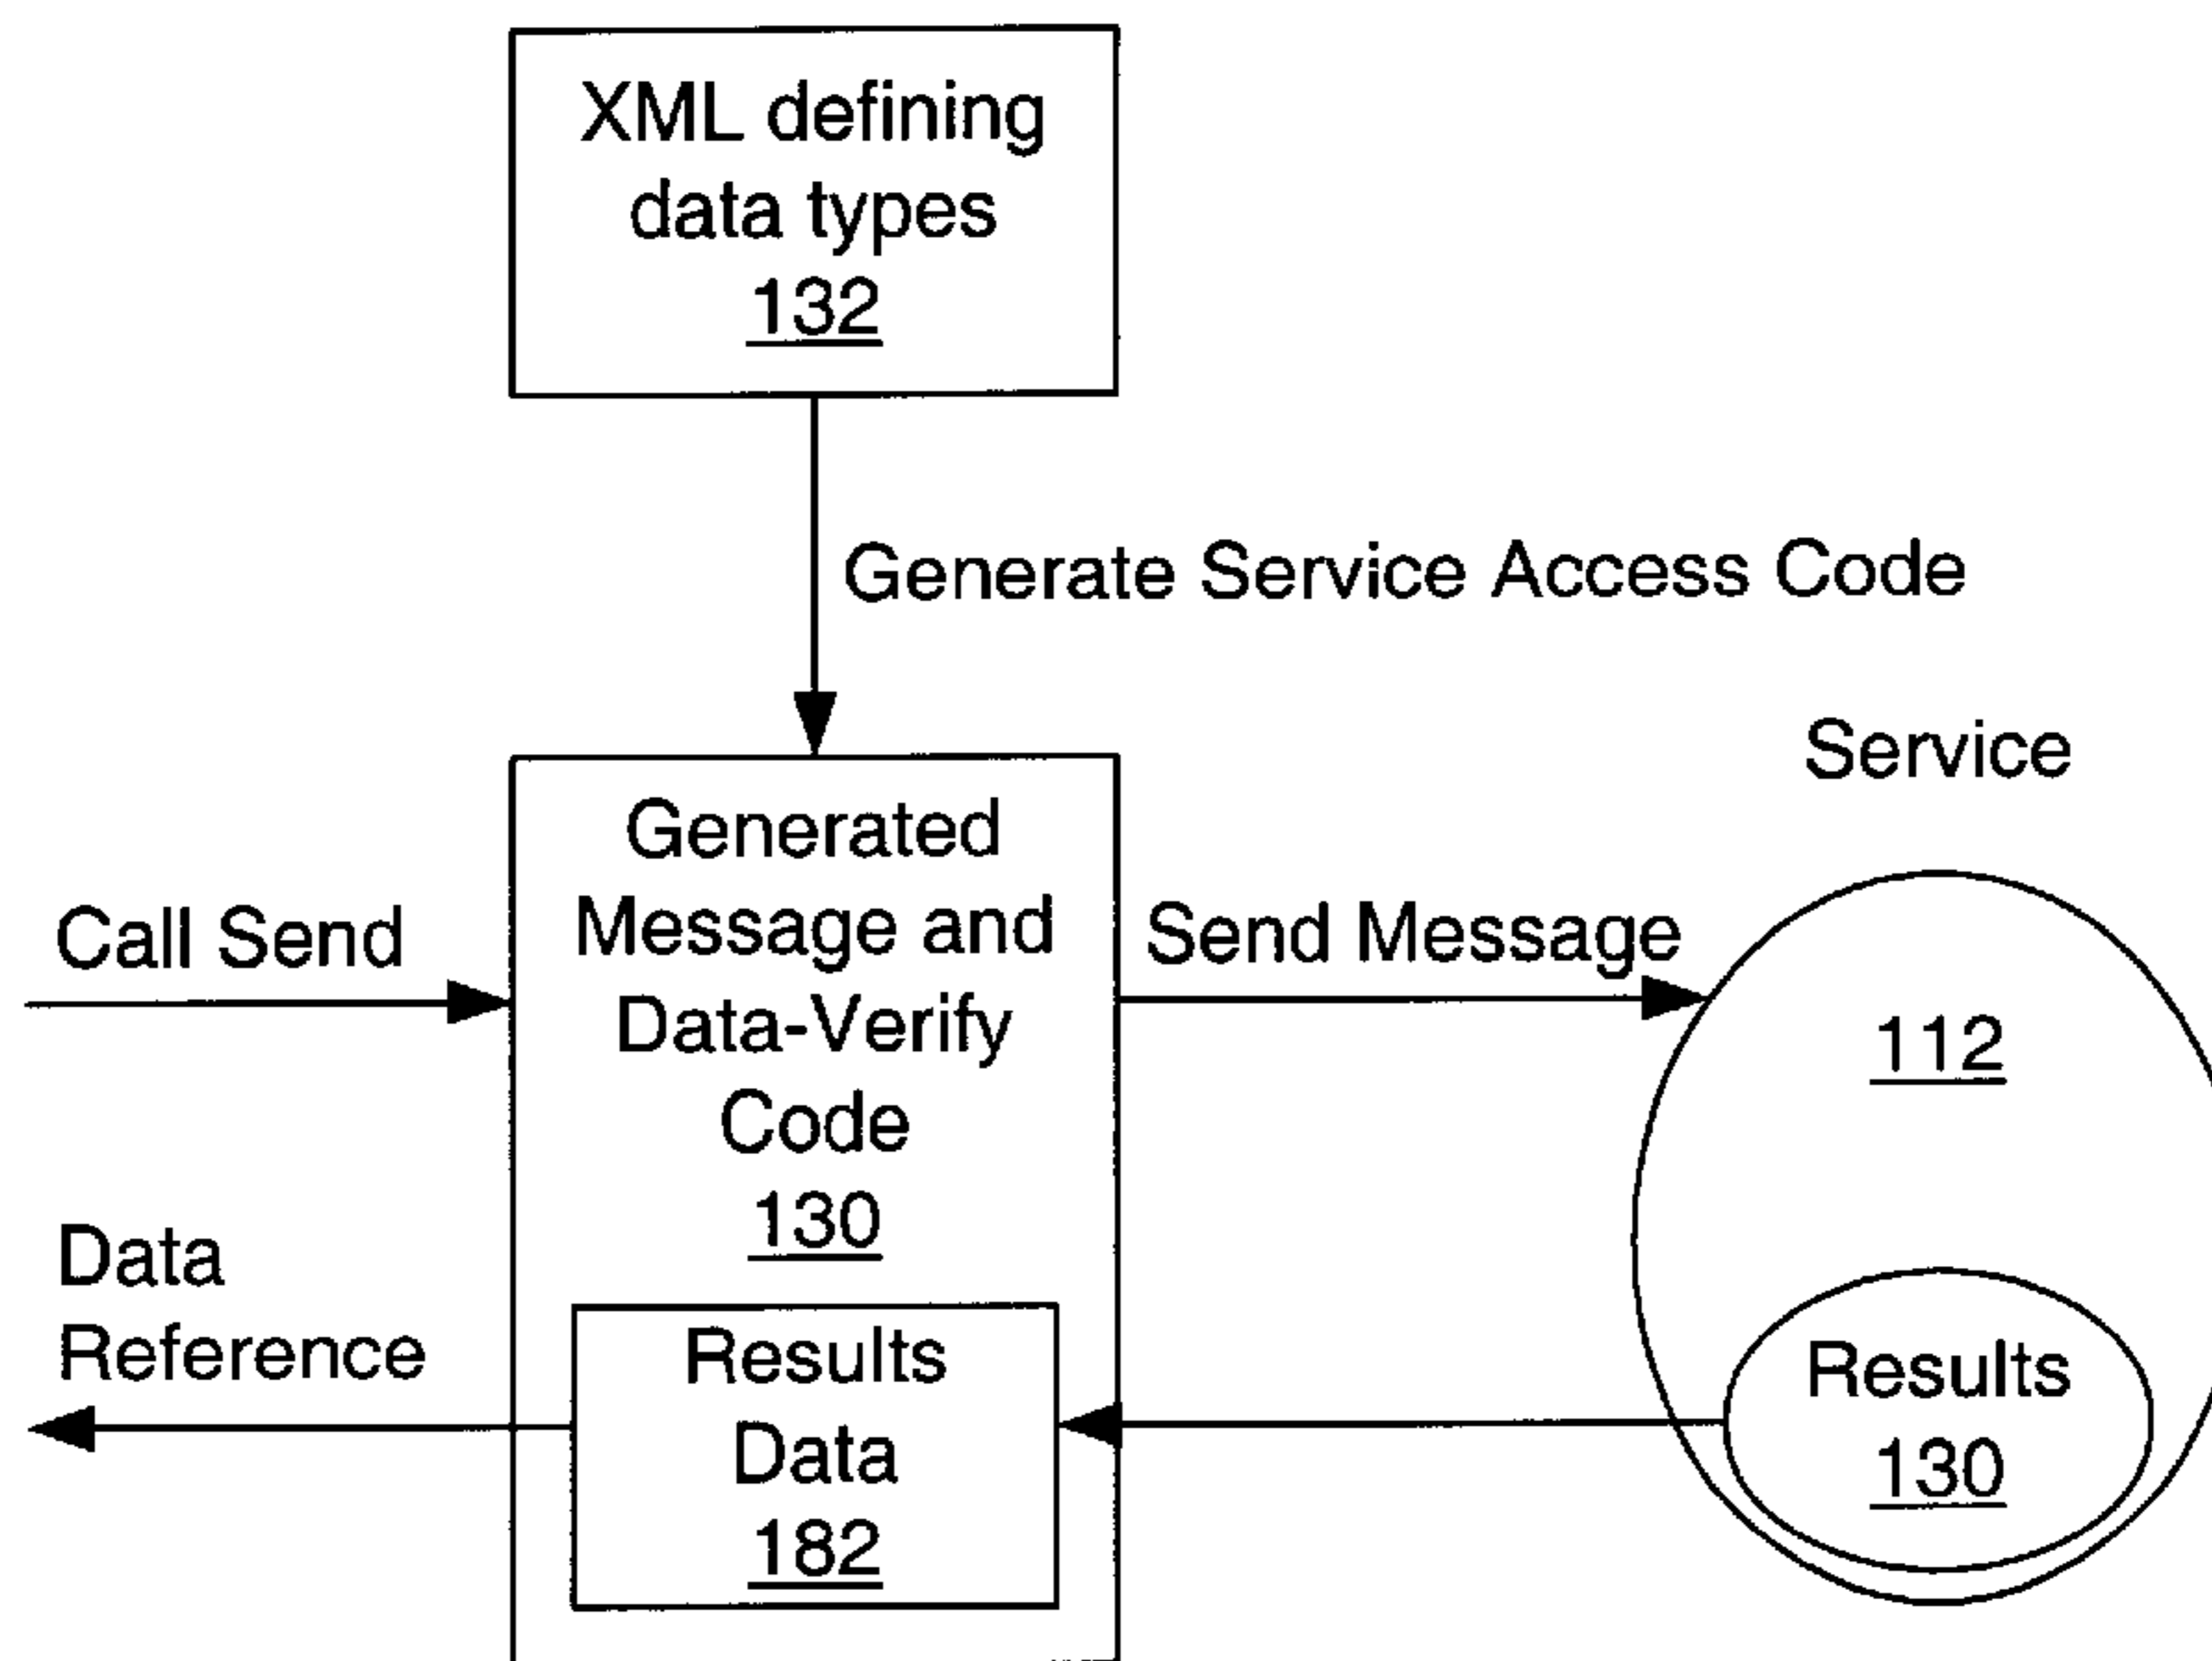 XML defining
data types
132
Generate Service Access Code
Service
Generated
Message and
Data-Verify
Code
130
Call Send
Send Message
112
Data
Reference
Results
Data
182
Results
130